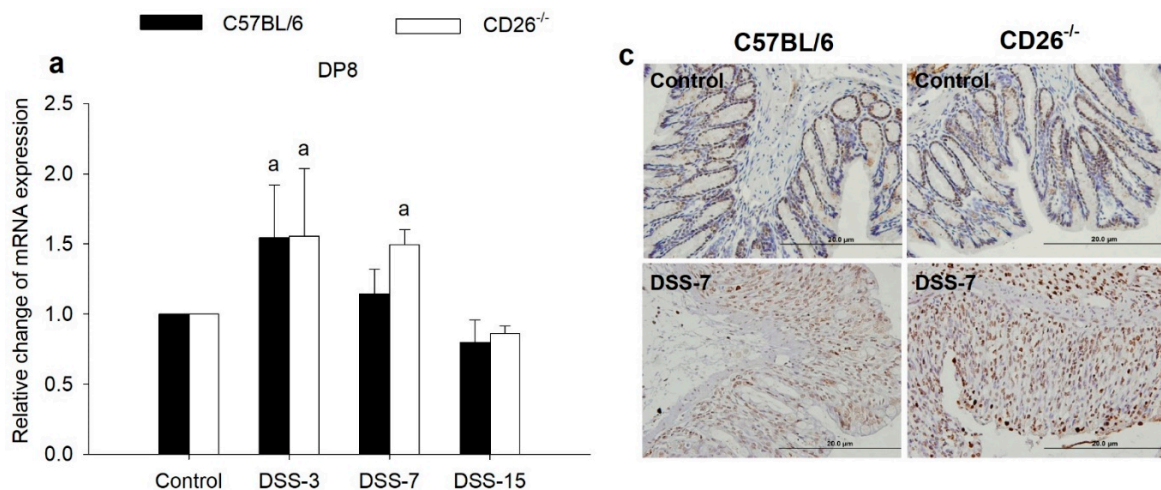 C57BL/6
CD26-/-
a
DP8
Relative change of mRNA expression
2.5
2.0
1.5
1.0
0.5
0.0
a
a
a
Control
DSS-3
DSS-7
DSS-15
c
C57BL/6
CD26-/-
Control
Control
20.0 µm
20.0 µm
DSS-7
DSS-7
20.0 µm
20.0 µm